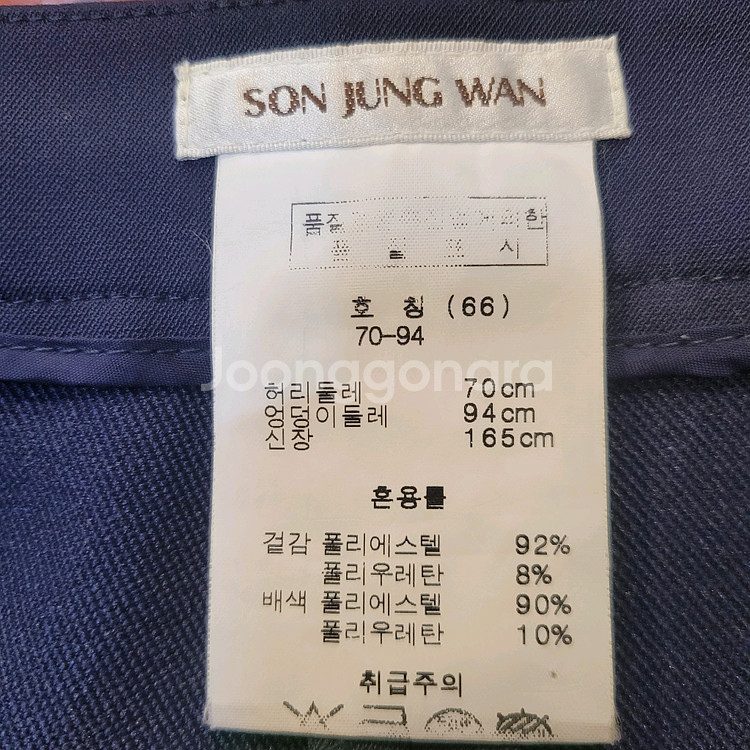 SON JUNG WAN
호 칭 (66)
70-94
Joonggonara
허리둘레 70cm
엉덩이둘레 94cm
신장 165cm
혼용률
겉감 폴리에스텔 92%
폴리우레탄 8%
배색 폴리에스텔 90%
폴리우레탄 10%
취급주의